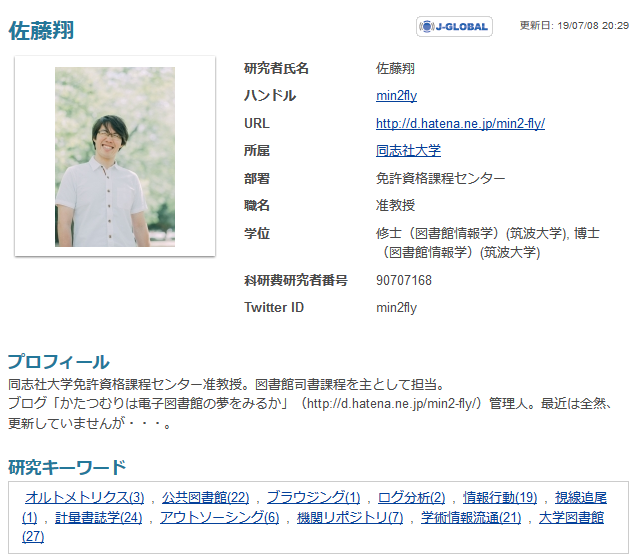 佐藤翔
J-GLOBAL
更新日: 19/07/08 20:29
研究者氏名 佐藤翔
ハンドル min2fly
URL http://d.hatena.ne.jp/min2-fly/
所属 同志社大学
部署 免許資格課程センター
職名 准教授
学位 修士（図書館情報学）(筑波大学), 博士
（図書館情報学）(筑波大学)
科研費研究者番号 90707168
Twitter ID min2fly
プロフィール
同志社大学免許資格課程センター准教授。図書館司書課程を主として担当。
ブログ「かたつむりは電子図書館の夢をみるか」（http://d.hatena.ne.jp/min2-fly/）管理人。最近は全然、
更新していませんが・・・。
研究キーワード
オルトメトリクス(3) , 公共図書館(22) , ブラウジング(1) , ログ分析(2) , 情報行動(19) , 視線追尾
(1) , 計量書誌学(24) , アウトソーシング(6) , 機関リポジトリ(7) , 学術情報流通(21) , 大学図書館
(27)